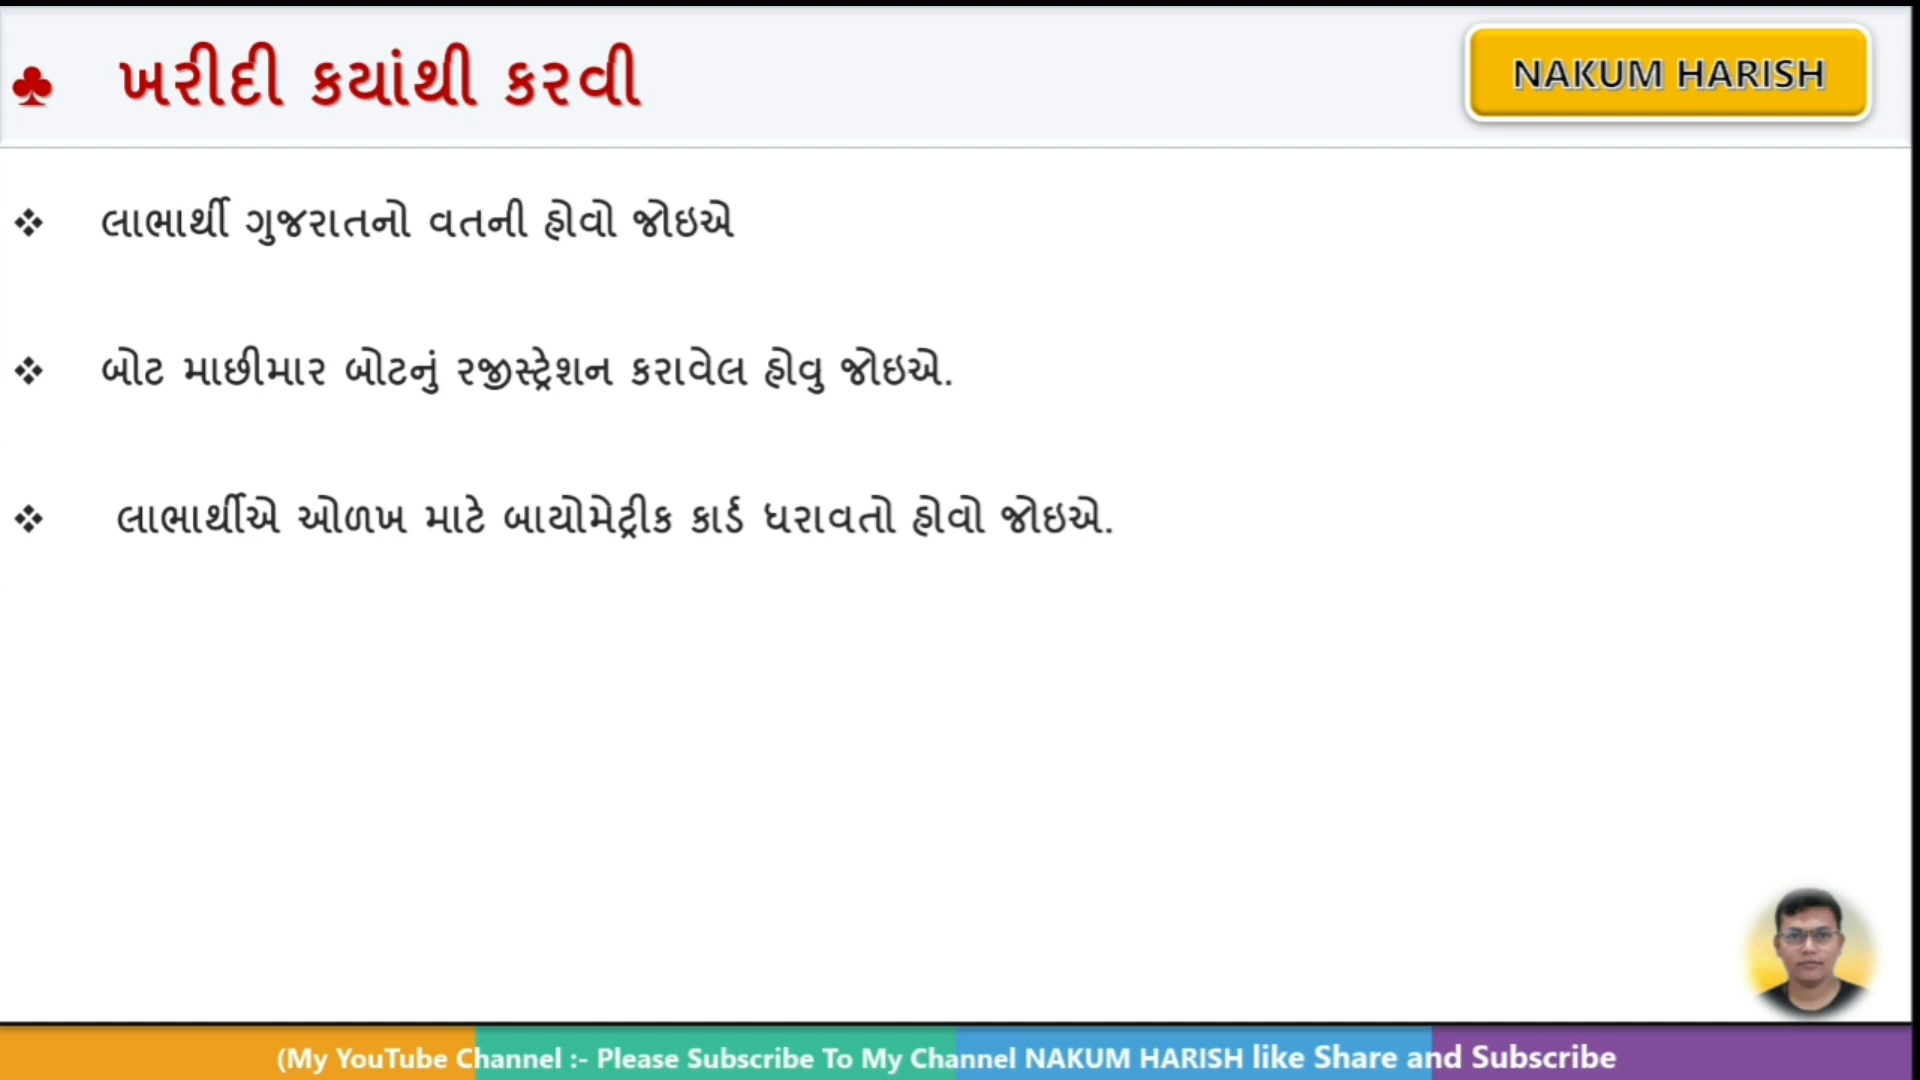 ♣ ખરીદી કયાંથી કરવી
NAKUM HARISH
❖ લાભાર્થી ગુજરાતનો વતની હોવો જોઇએ
❖ બોટ માછીમાર બોટનું રજીસ્ટ્રેશન કરાવેલ હોવુ જોઇએ.
❖ લાભાર્થીએ ઓળખ માટે બાયોમેટ્રીક કાર્ડ ધરાવતો હોવો જોઇએ.
(My YouTube Channel :- Please Subscribe To My Channel NAKUM HARISH like Share and Subscribe